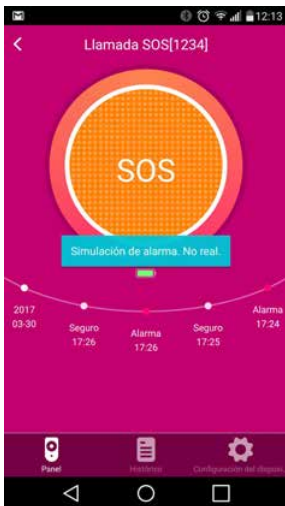 12:13
Llamada SOS[1234]
SOS
Simulación de alarma. No real.
2017
03-30
Seguro
17:26
Alarma
17:26
Seguro
17:25
Alarma
17:24
Panel
Histórico
Configuración del disposi.